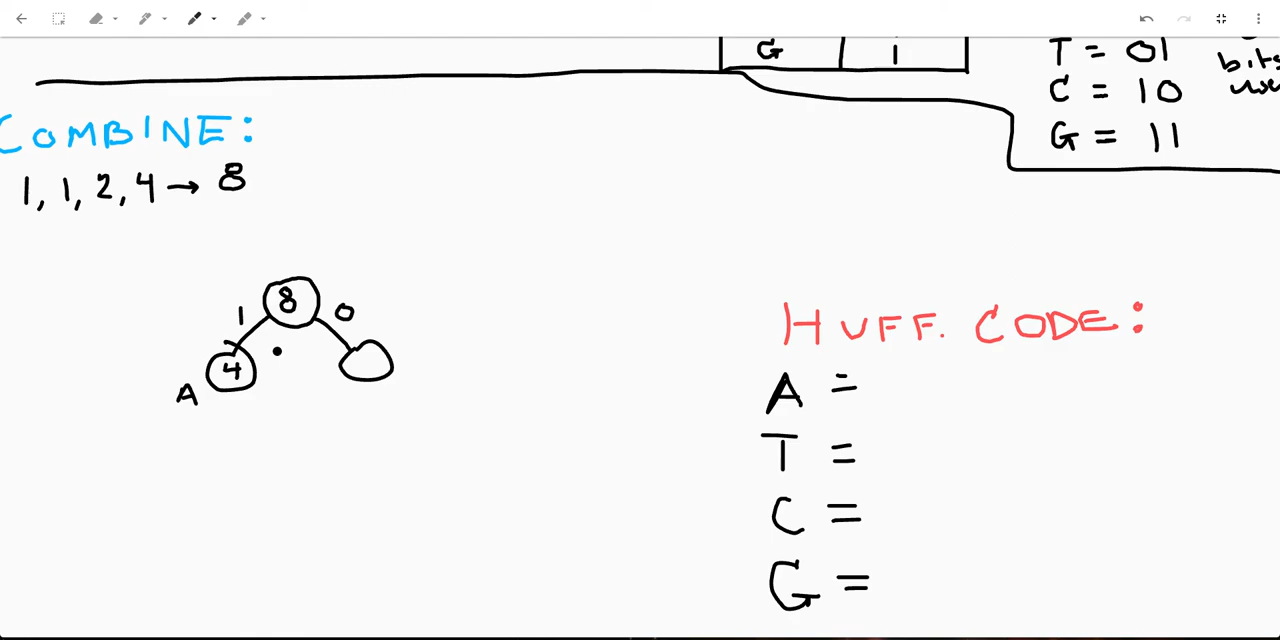 G 1
T = 01
bits
C = 10
G = 11
COMBINE:
1, 1, 2, 4 → 8
8
1 0
4
A
HUFF. CODE:
A =
T =
C =
G =